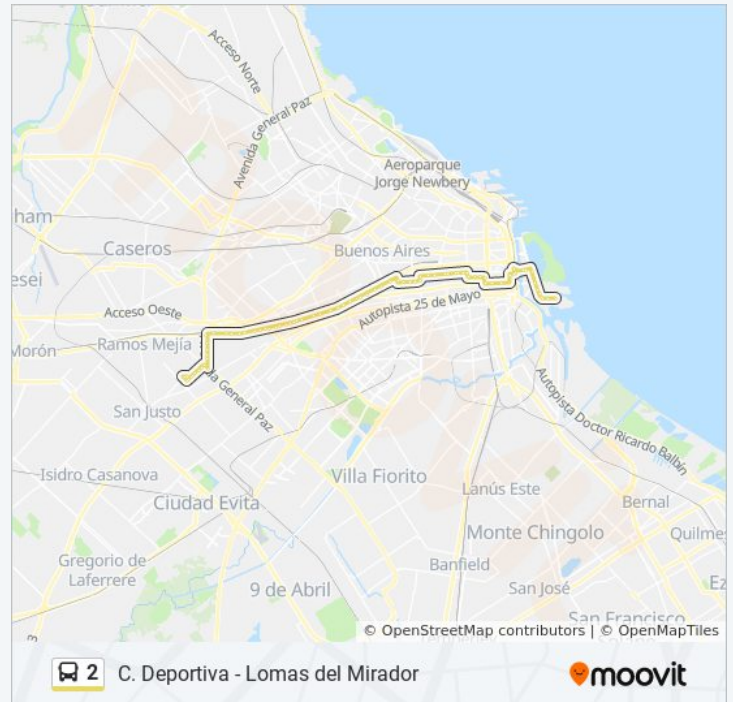 Acceso Norte
Avenida General Paz
Aeroparque
Jorge Newbery
ham
Caseros
Buenos Aires
esei
Acceso Oeste
Autopista 25 de Mayo
Morón
Ramos Mejía
da General Paz
San Justo
Autopista Doctor Ricardo Balbín
Isidro Casanova
Villa Fiorito
Lanús Este
Ciudad Evita
Bernal
Monte Chingolo
Quilmes
Gregorio de
Laferrere
Banfield
9 de Abril
San José
Ez
San Francisco
3
© OpenStreetMap contributors | © OpenMapTiles
2 C. Deportiva - Lomas del Mirador
moovit